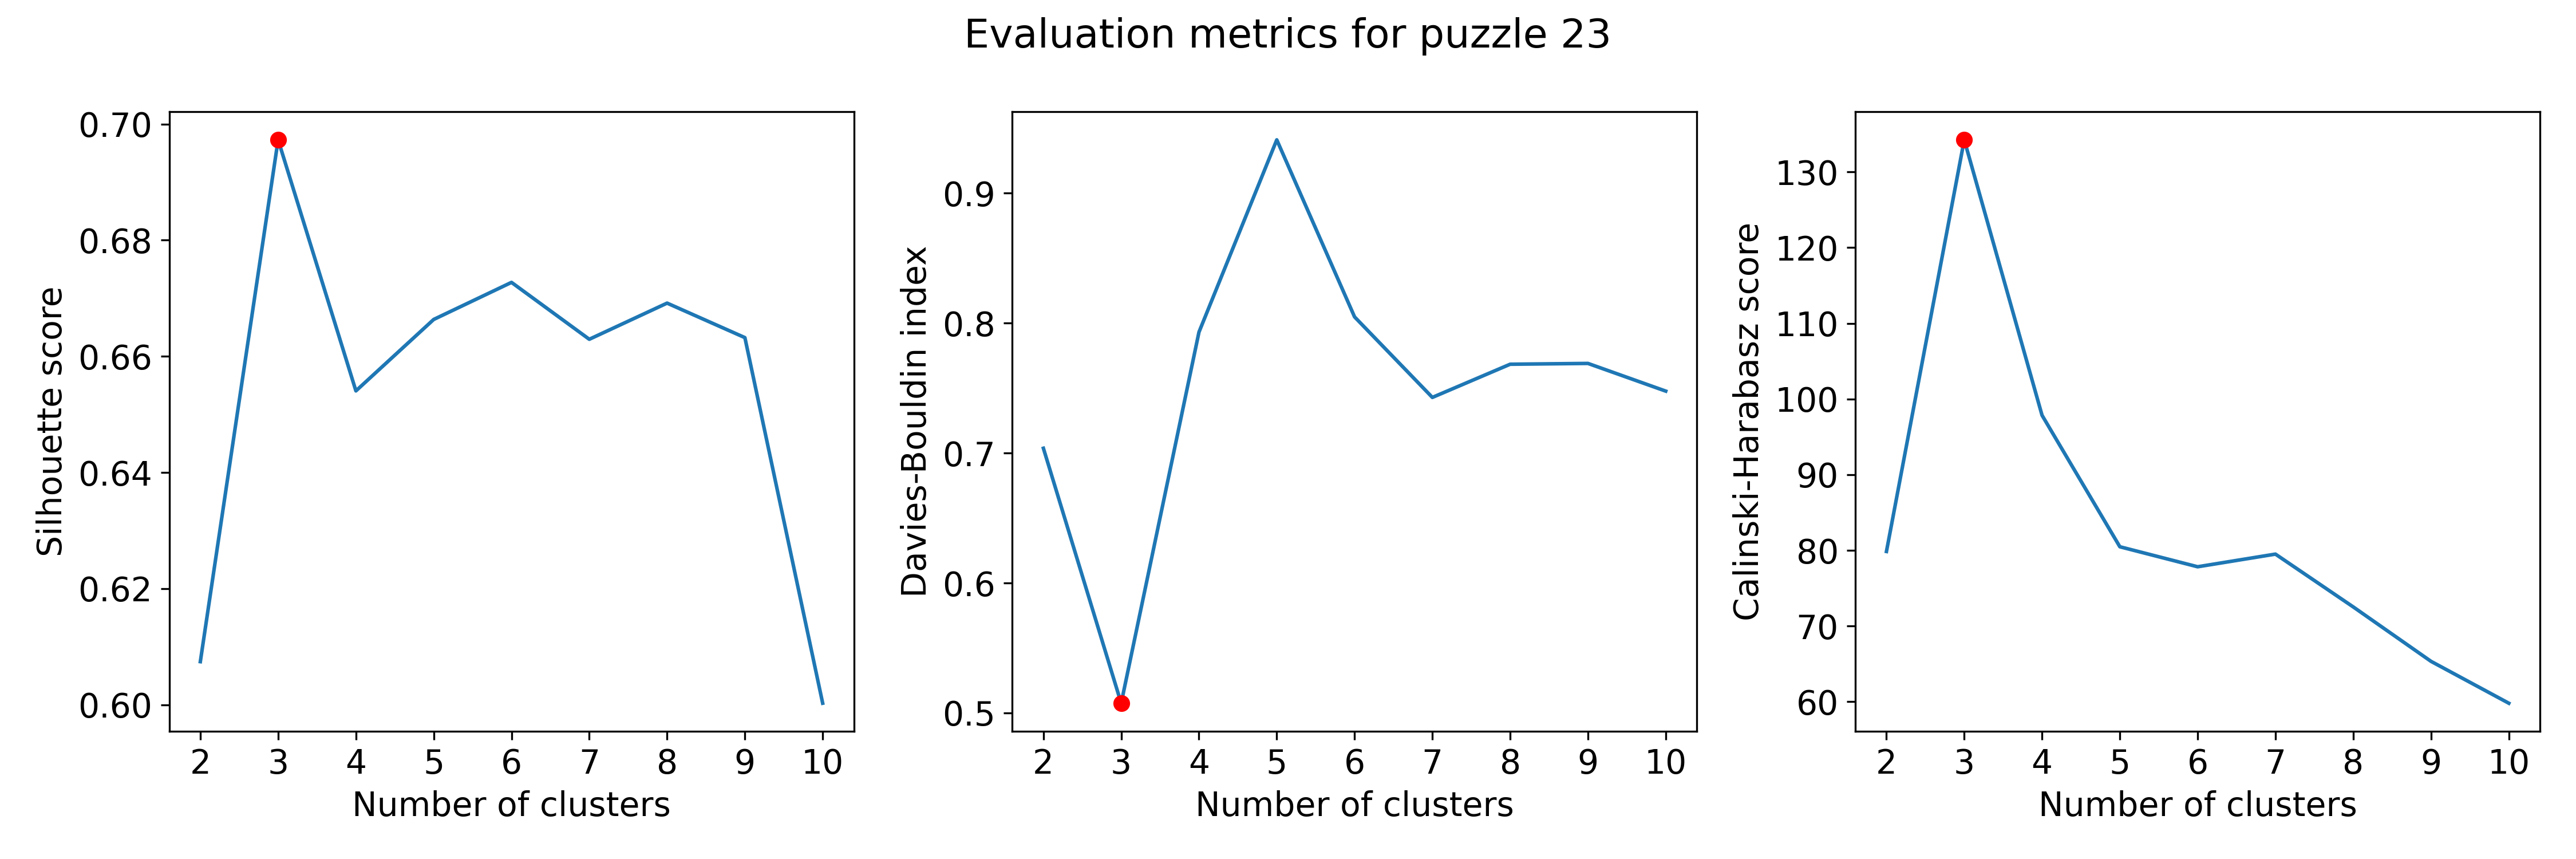 Evaluation metrics for puzzle 23
Silhouette score
0.70
0.68
0.66
0.64
0.62
0.60
2 3 4 5 6 7 8 9 10
Number of clusters
Davies-Bouldin index
0.9
0.8
0.7
0.6
0.5
2 3 4 5 6 7 8 9 10
Number of clusters
Calinski-Harabasz score
130
120
110
100
90
80
70
60
2 3 4 5 6 7 8 9 10
Number of clusters